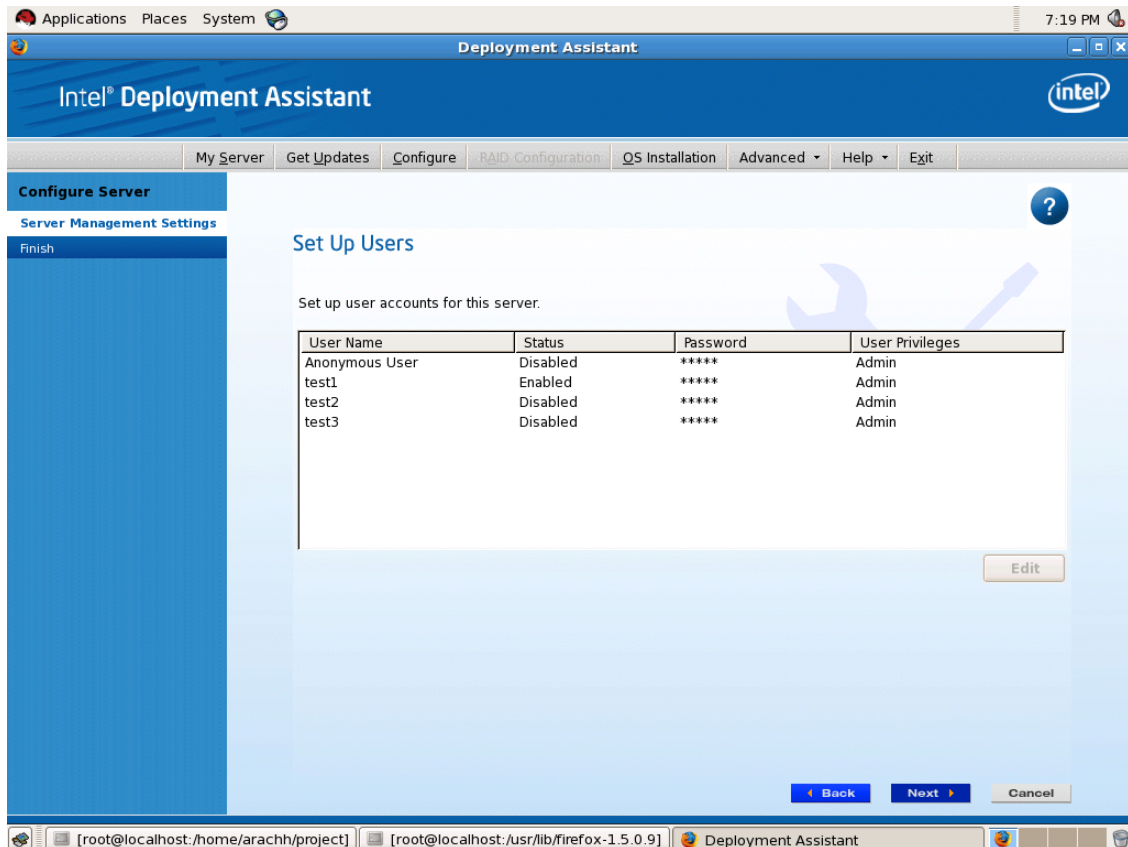 Applications Places System 7:19 PM
Deployment Assistant
Intel® Deployment Assistant
intel
My Server Get Updates Configure RAID Configuration OS Installation Advanced Help Exit
Configure Server
Server Management Settings
Finish
?
Set Up Users
Set up user accounts for this server.
User Name Status Password User Privileges
Anonymous User Disabled ***** Admin
test1 Enabled ***** Admin
test2 Disabled ***** Admin
test3 Disabled ***** Admin
Edit
Back Next Cancel
[root@localhost:/home/arachh/project] [root@localhost:/usr/lib/firefox-1.5.0.9] Deployment Assistant